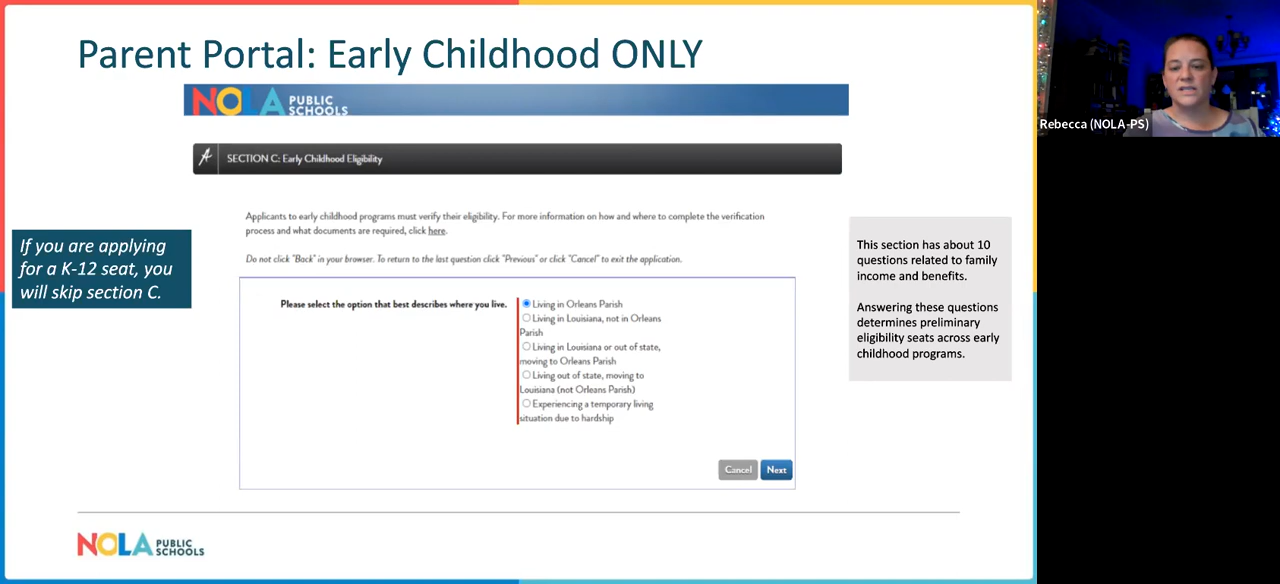 Parent Portal: Early Childhood ONLY
NOLA PUBLIC SCHOOLS
SECTION C: Early Childhood Eligibility
Applicants to early childhood programs must verify their eligibility. For more information on how and where to complete the verification
process and what documents are required, click here.
Do not click "Back" in your browser. To return to the last question click "Previous" or click "Cancel" to exit the application.
If you are applying
for a K-12 seat, you
will skip section C.
Please select the option that best describes where you live.
Living in Orleans Parish
Living in Louisiana, not in Orleans
Parish
Living in Louisiana or out of state,
moving to Orleans Parish
Living out of state, moving to
Louisiana (not Orleans Parish)
Experiencing a temporary living
situation due to hardship
Cancel
Next
This section has about 10
questions related to family
income and benefits.
Answering these questions
determines preliminary
eligibility seats across early
childhood programs.
NOLA PUBLIC SCHOOLS
Rebecca (NOLA-PS)